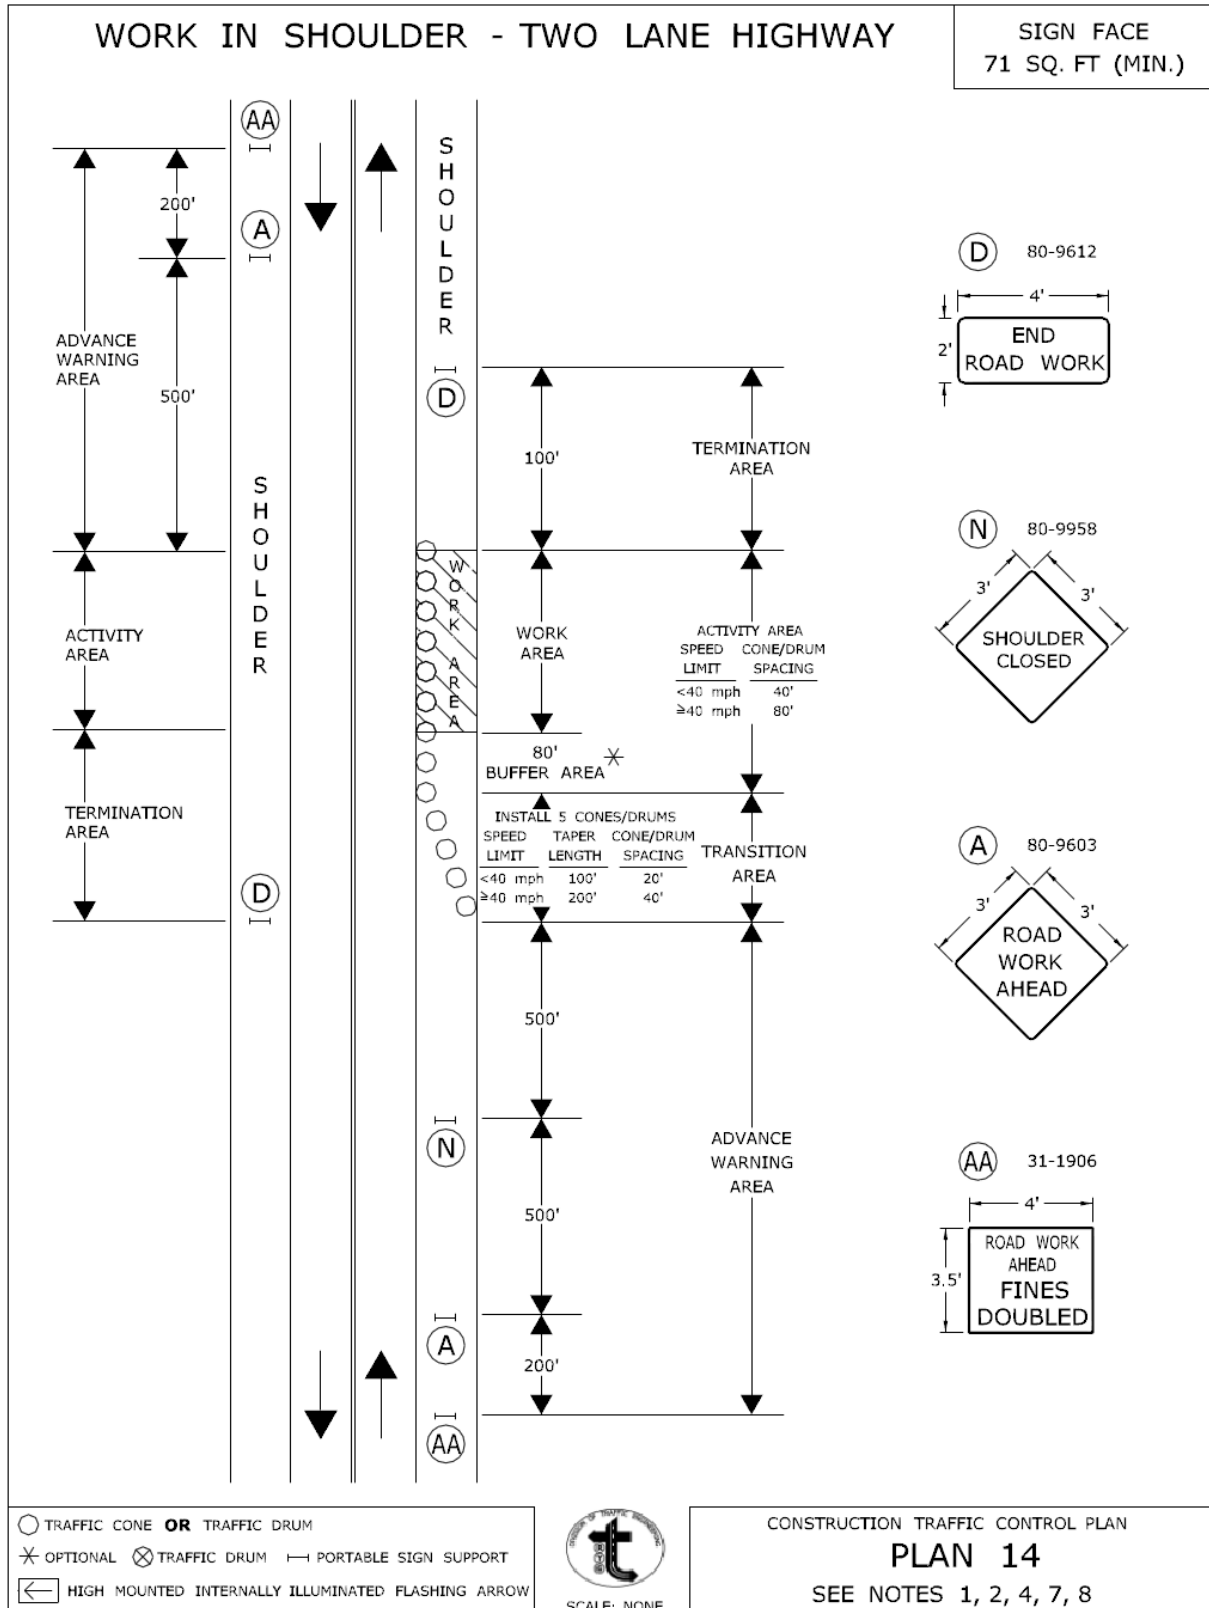 WORK IN SHOULDER - TWO LANE HIGHWAY
SIGN FACE
71 SQ. FT (MIN.)
AA
200'
A
ADVANCE
WARNING
AREA
500'
SHOULDER
ACTIVITY
AREA
TERMINATION
AREA
D
SHOULDER
D
100'
TERMINATION
AREA
WORK AREA
WORK
AREA
ACTIVITY AREA
SPEED CONE/DRUM
LIMIT SPACING
<40 mph 40'
≥40 mph 80'
80'
BUFFER AREA
INSTALL 5 CONES/DRUMS
SPEED TAPER CONE/DRUM
LIMIT LENGTH SPACING
<40 mph 100' 20'
≥40 mph 200' 40'
TRANSITION
AREA
500'
N
500'
ADVANCE
WARNING
AREA
A
200'
AA
D 80-9612
4'
2'
END
ROAD WORK
N 80-9958
3' 3'
SHOULDER
CLOSED
A 80-9603
3' 3'
ROAD
WORK
AHEAD
AA 31-1906
4'
3.5'
ROAD WORK
AHEAD
FINES
DOUBLED
TRAFFIC CONE OR TRAFFIC DRUM
OPTIONAL TRAFFIC DRUM PORTABLE SIGN SUPPORT
HIGH MOUNTED INTERNALLY ILLUMINATED FLASHING ARROW
DIVISION OF TRAFFIC ENGINEERING
SCALE: NONE
CONSTRUCTION TRAFFIC CONTROL PLAN
PLAN 14
SEE NOTES 1, 2, 4, 7, 8